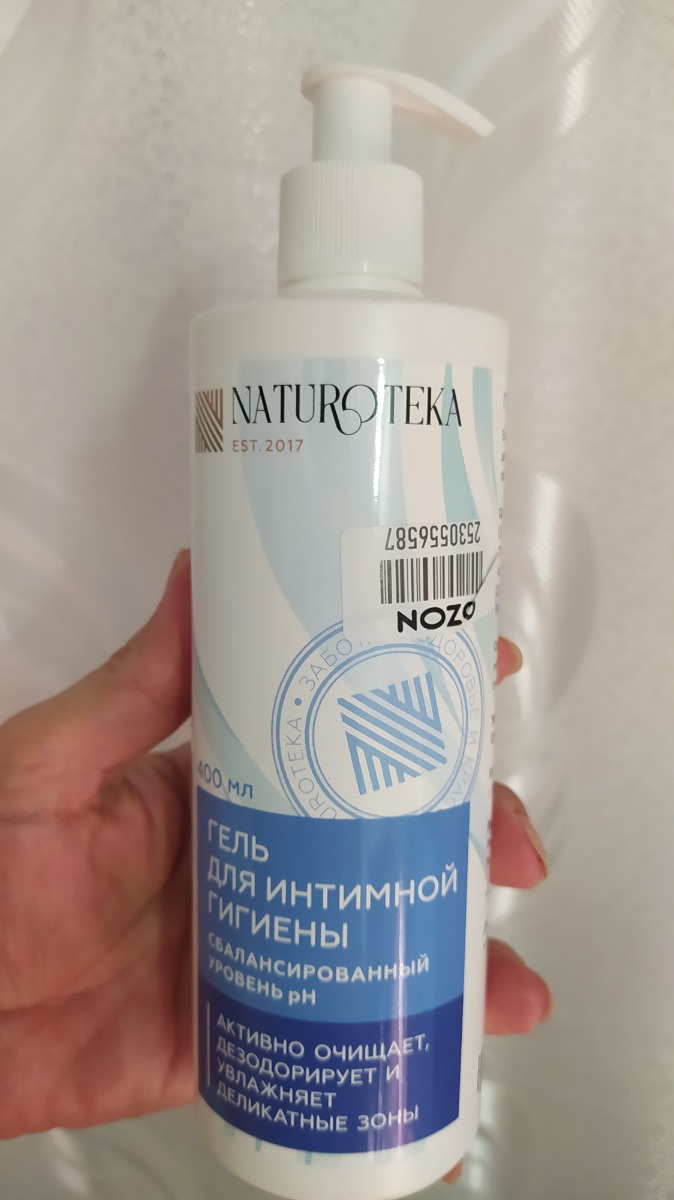 NATUROTEKA
EST. 2017
2530556587
OZON
400 мл
ГЕЛЬ
ДЛЯ ИНТИМНОЙ
ГИГИЕНЫ
СБАЛАНСИРОВАННЫЙ
УРОВЕНЬ pH
АКТИВНО ОЧИЩАЕТ,
ДЕЗОДОРИРУЕТ И
УВЛАЖНЯЕТ
ДЕЛИКАТНЫЕ ЗОНЫ